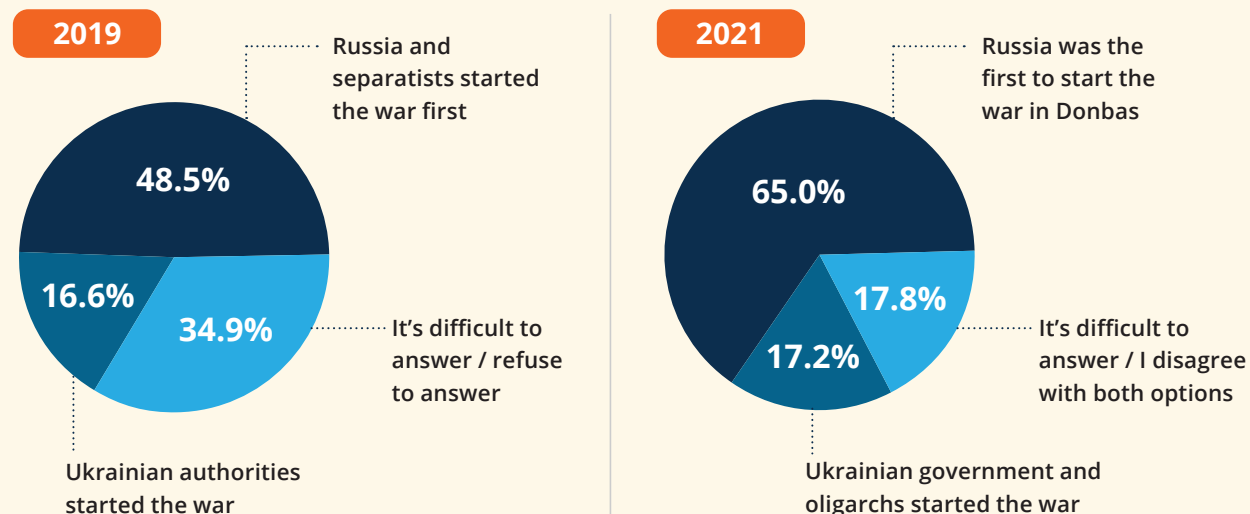 2019
Russia and
separatists started
the war first
48.5%
16.6%
34.9%
It’s difficult to
answer / refuse
to answer
Ukrainian authorities
started the war
2021
Russia was the
first to start the
war in Donbas
65.0%
17.8%
17.2%
It’s difficult to
answer / I disagree
with both options
Ukrainian government and
oligarchs started the war